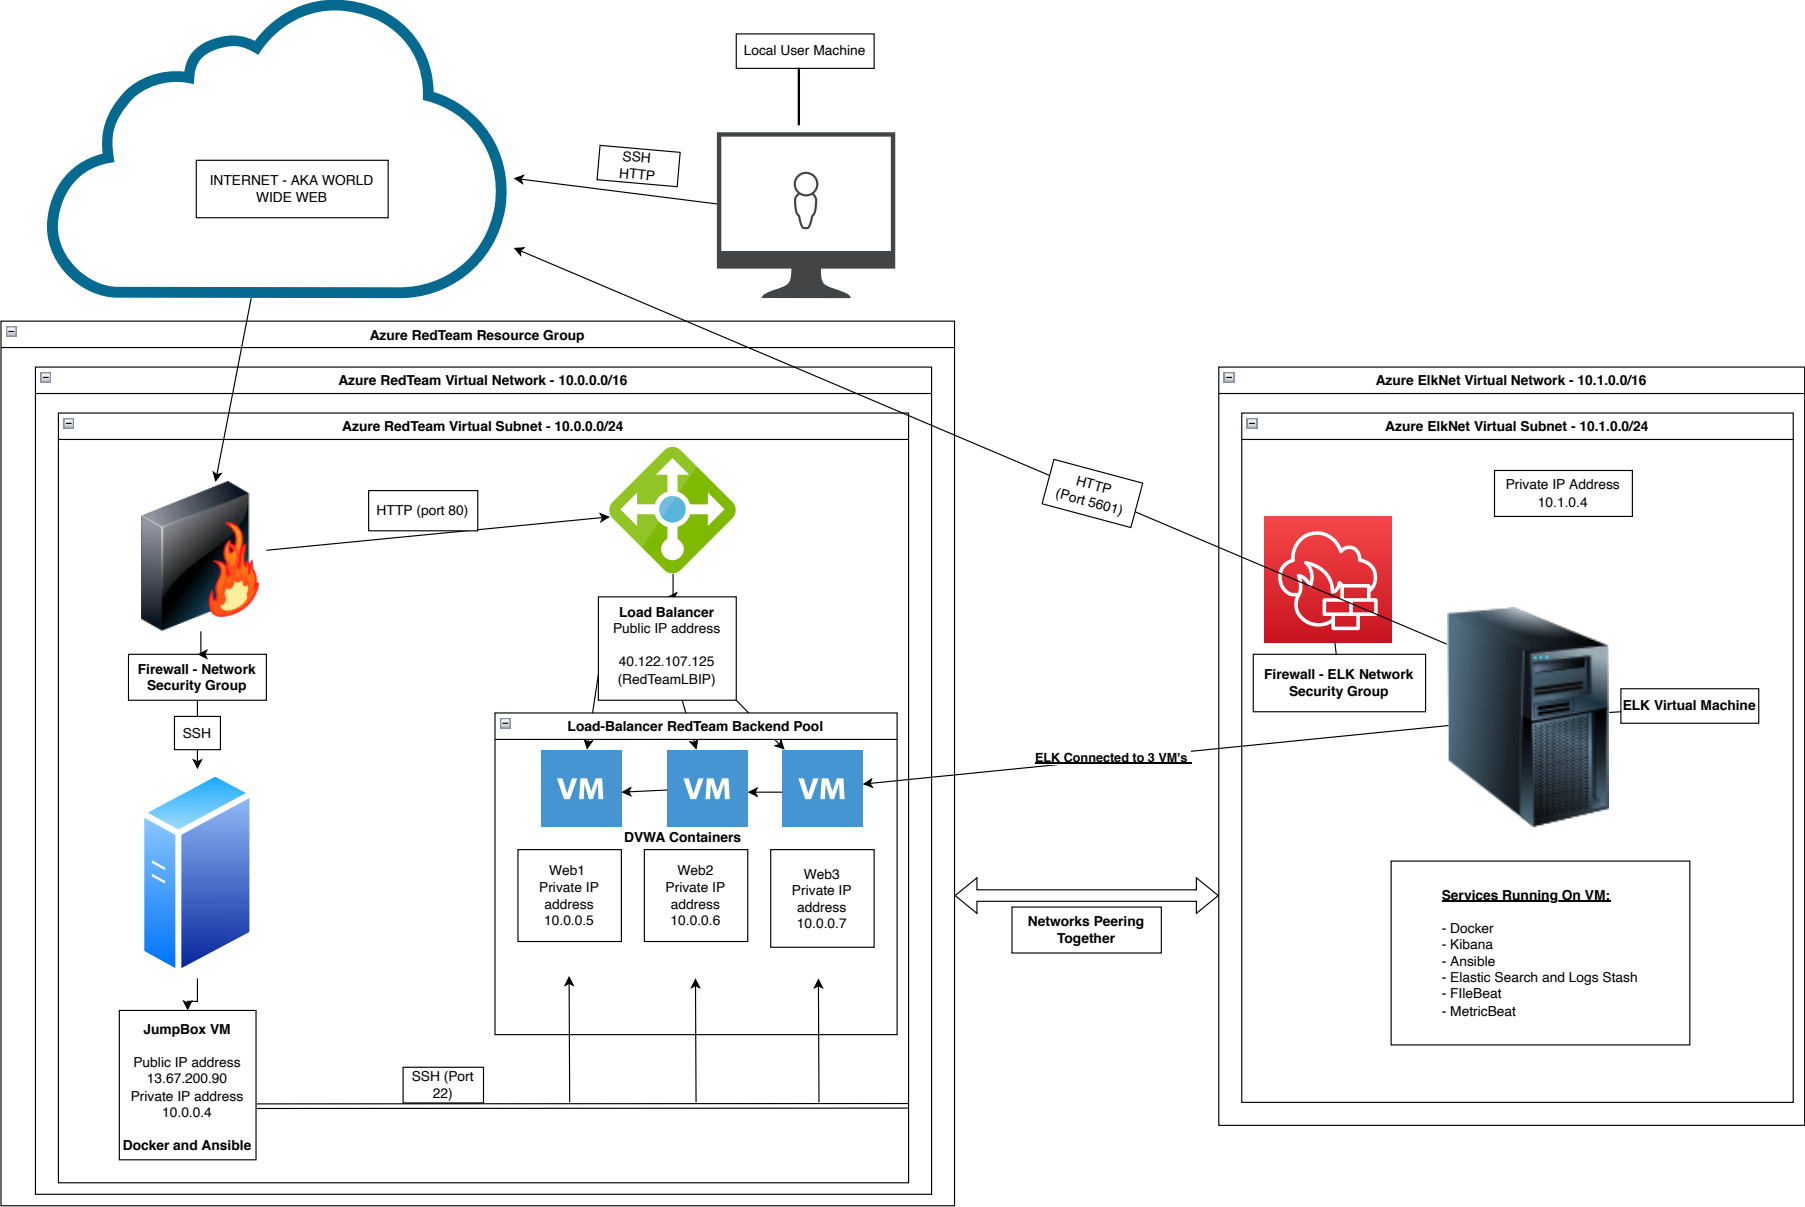 Local User Machine
SSH
HTTP
INTERNET - AKA WORLD
WIDE WEB
Azure RedTeam Resource Group
Azure RedTeam Virtual Network - 10.0.0.0/16
Azure RedTeam Virtual Subnet - 10.0.0.0/24
HTTP (port 80)
Load Balancer
Public IP address
40.122.107.125
(RedTeamLBIP)
Firewall - Network
Security Group
SSH
Load-Balancer RedTeam Backend Pool
VM
VM
VM
DVWA Containers
Web1
Private IP
address
10.0.0.5
Web2
Private IP
address
10.0.0.6
Web3
Private IP
address
10.0.0.7
JumpBox VM
Public IP address
13.67.200.90
Private IP address
10.0.0.4
Docker and Ansible
SSH (Port
22)
HTTP
(Port 5601)
ELK Connected to 3 VM's
Networks Peering
Together
Azure ElkNet Virtual Network - 10.1.0.0/16
Azure ElkNet Virtual Subnet - 10.1.0.0/24
Private IP Address
10.1.0.4
Firewall - ELK Network
Security Group
ELK Virtual Machine
Services Running On VM:
- Docker
- Kibana
- Ansible
- Elastic Search and Logs Stash
- FIleBeat
- MetricBeat